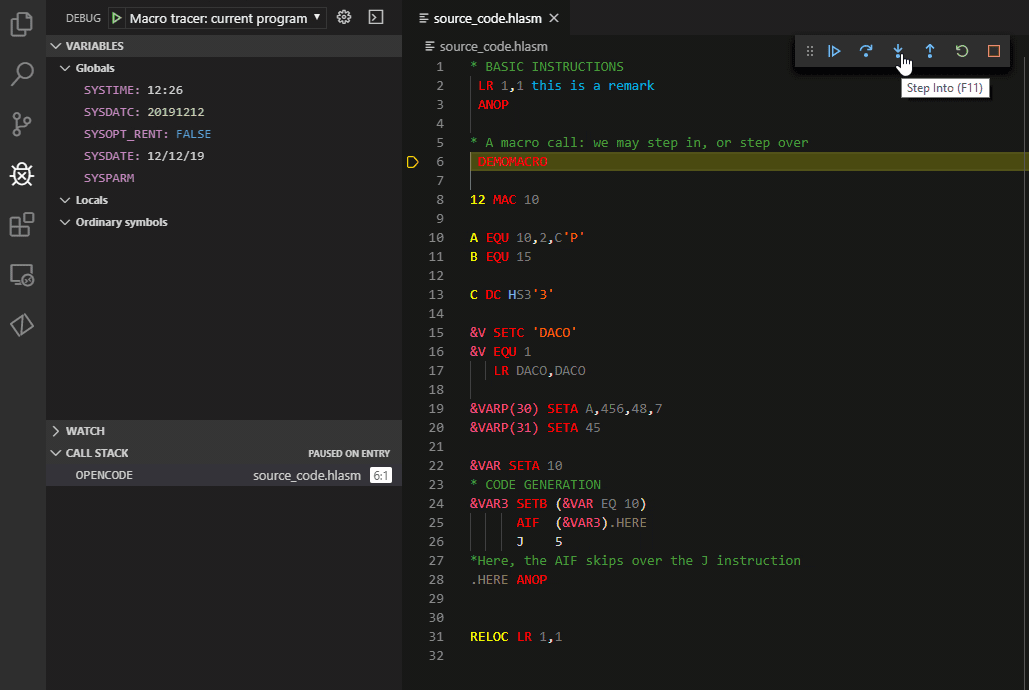 DEBUG Macro tracer: current program
VARIABLES
Globals
SYSTIME: 12:26
SYSDATC: 20191212
SYSOPT_RENT: FALSE
SYSDATE: 12/12/19
SYSPARM
Locals
Ordinary symbols
WATCH
CALL STACK PAUSED ON ENTRY
OPENCODE source_code.hlasm 6:1
source_code.hlasm
source_code.hlasm
Step Into (F11)
1 * BASIC INSTRUCTIONS
2 LR 1,1 this is a remark
3 ANOP
4
5 * A macro call: we may step in, or step over
6 DEMOMACRO
7
8 12 MAC 10
9
10 A EQU 10,2,C'P'
11 B EQU 15
12
13 C DC HS3'3'
14
15 &V SETC 'DACO'
16 &V EQU 1
17 LR DACO,DACO
18
19 &VARP(30) SETA A,456,48,7
20 &VARP(31) SETA 45
21
22 &VAR SETA 10
23 * CODE GENERATION
24 &VAR3 SETB (&VAR EQ 10)
25 AIF (&VAR3).HERE
26 J 5
27 *Here, the AIF skips over the J instruction
28 .HERE ANOP
29
30
31 RELOC LR 1,1
32